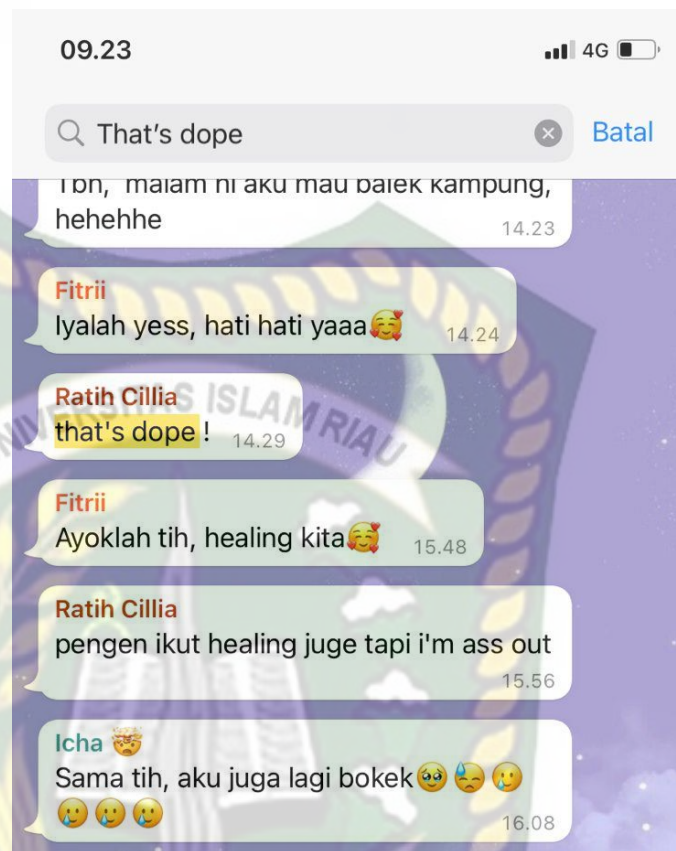 09.23
4G
That's dope
Batal
Tbh, malam ni aku mau balek kampung,
hehehhe
14.23
Fitrii
Iyalah yess, hati hati yaaa🥰
14.24
Ratih Cillia
that's dope !
14.29
UNIVERSITAS ISLAM RIAU
Fitrii
Ayoklah tih, healing kita🥰
15.48
Ratih Cillia
pengen ikut healing juge tapi i'm ass out
15.56
Icha 🤯
Sama tih, aku juga lagi bokek🥹😓🥲
🥲🥲🥲
16.08